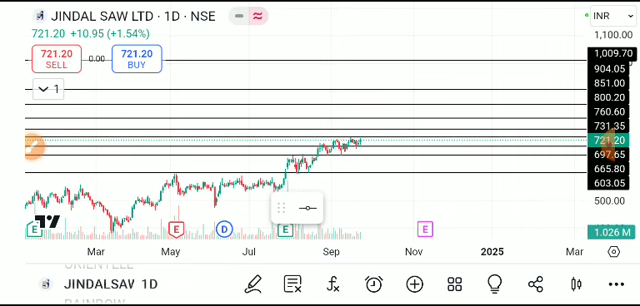 JINDAL SAW LTD · 1D · NSE
INR
721.20 +10.95 (+1.54%)
1,100.00
721.20
SELL
0.00
721.20
BUY
1
1,009.70
904.05
851.00
800.20
760.60
731.35
721.20
697.65
665.80
603.05
500.00
1.026 M
E
E
D
E
E
Mar
May
Jul
Sep
Nov
2025
Mar
JINDALSAW 1D